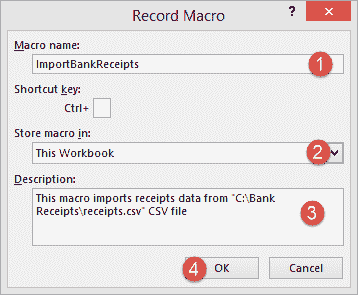 Record Macro
?
Macro name:
ImportBankReceipts
1
Shortcut key:
Ctrl+
Store macro in:
This Workbook
2
Description:
This macro imports receipts data from "C:\Bank
Receipts\receipts.csv" CSV file
3
4
OK
Cancel